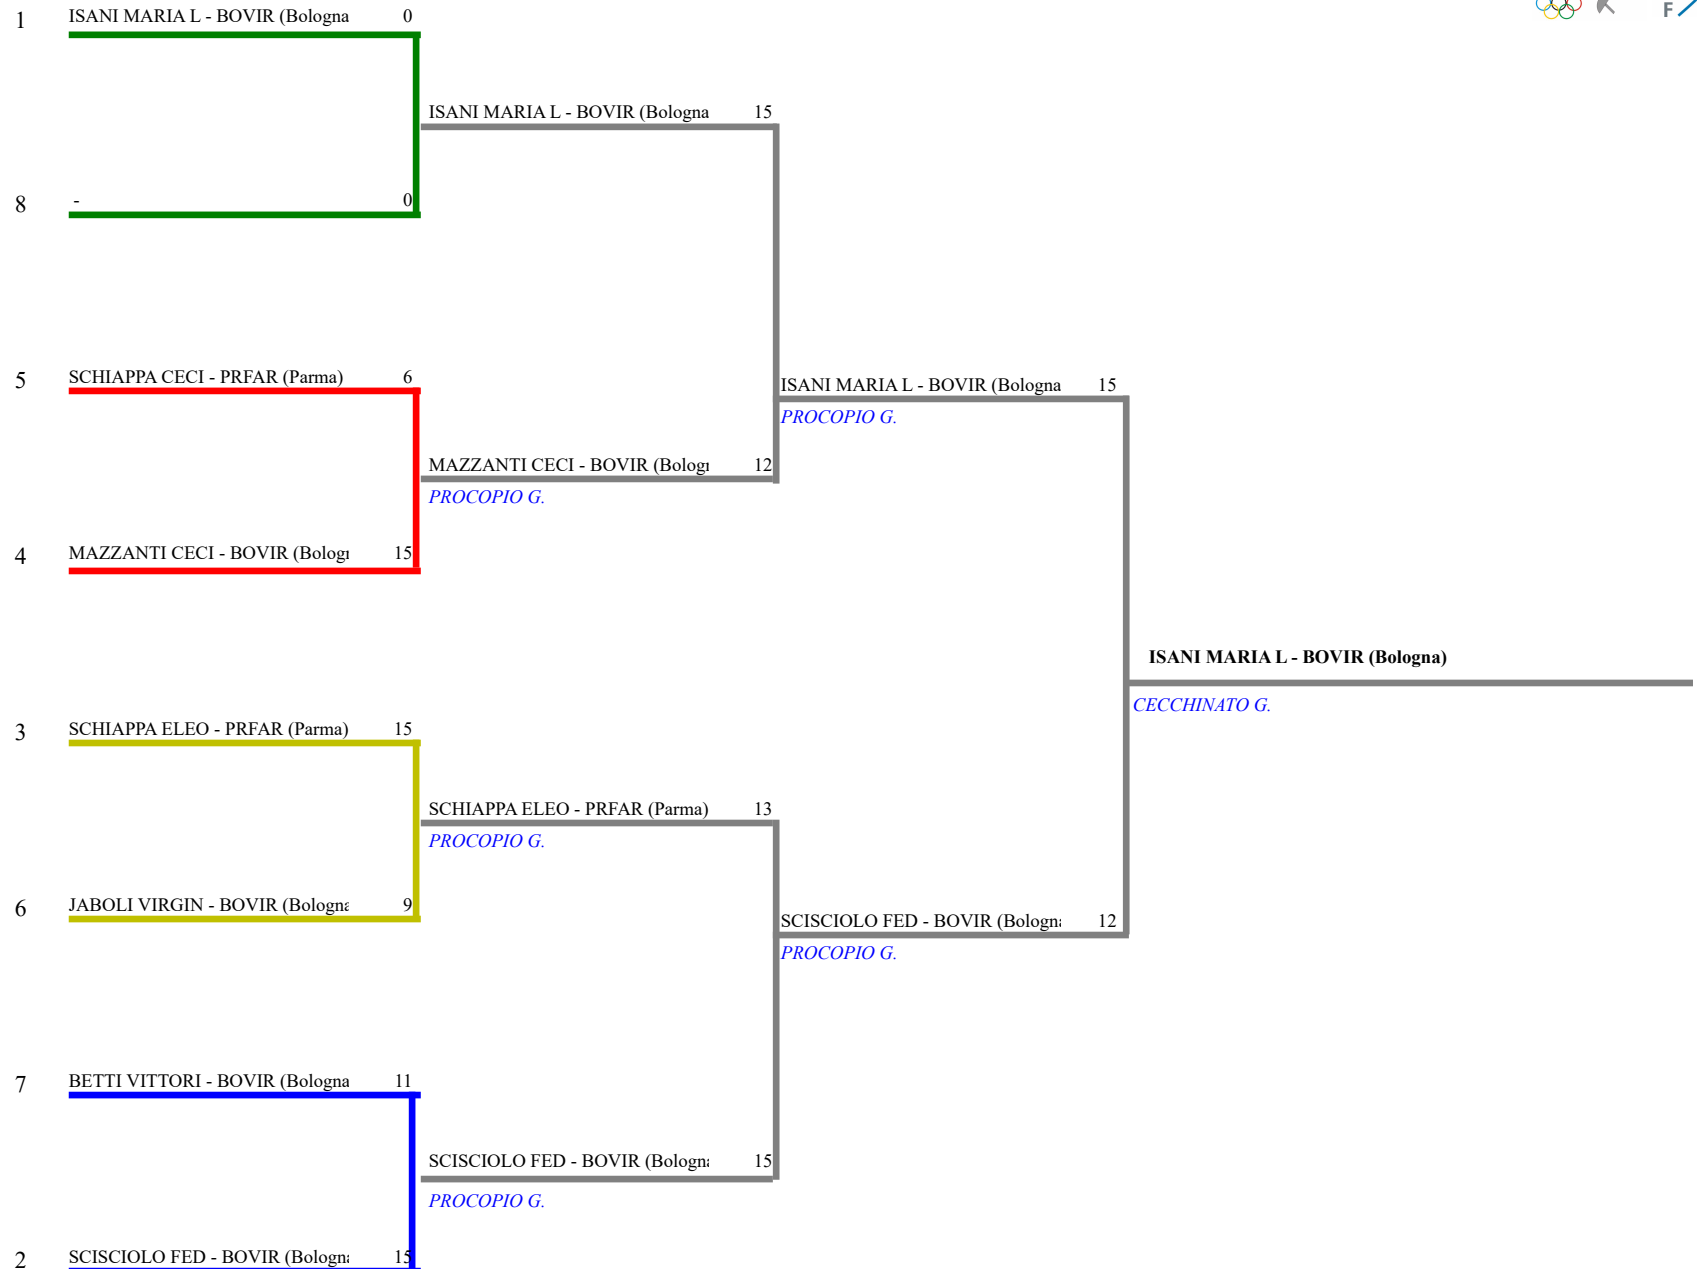 1 ISANI MARIA L - BOVIR (Bologna 0
F
ISANI MARIA L - BOVIR (Bologna 15
8 - 0
5 SCHIAPPA CECI - PRFAR (Parma) 6
ISANI MARIA L - BOVIR (Bologna 15
PROCOPIO G.
MAZZANTI CECI - BOVIR (Bologr 12
PROCOPIO G.
4 MAZZANTI CECI - BOVIR (Bologr 15
ISANI MARIA L - BOVIR (Bologna)
CECCHINATO G.
3 SCHIAPPA ELEO - PRFAR (Parma) 15
SCHIAPPA ELEO - PRFAR (Parma) 13
PROCOPIO G.
6 JABOLI VIRGIN - BOVIR (Bologna 9
SCISCIOLO FED - BOVIR (Bologna 12
PROCOPIO G.
7 BETTI VITTORI - BOVIR (Bologna 11
SCISCIOLO FED - BOVIR (Bologna 15
PROCOPIO G.
2 SCISCIOLO FED - BOVIR (Bologna 15